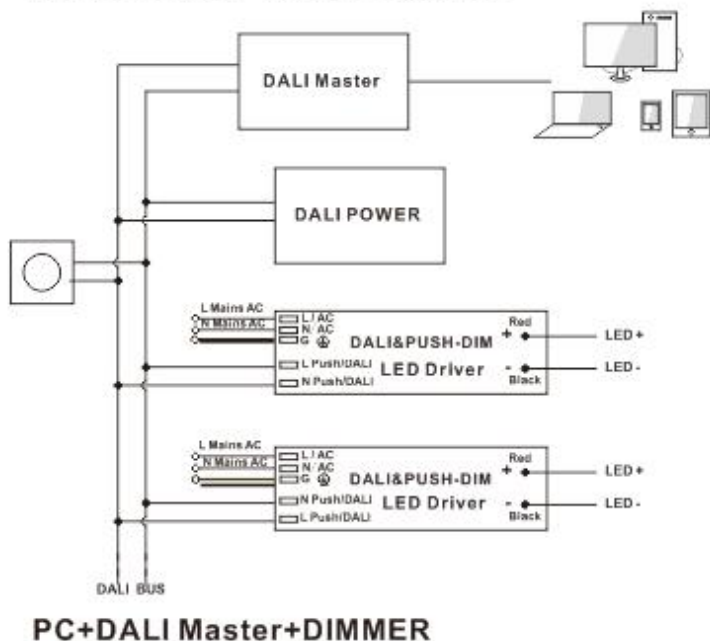 DALI Master
DALI POWER
L Mains AC
N Mains AC
L / AC
N / AC
G
L Push/DALI
N Push/DALI
DALI&PUSH-DIM
LED Driver
Red
+
-
Black
LED +
LED -
L Mains AC
N Mains AC
L / AC
N / AC
G
N Push/DALI
L Push/DALI
DALI&PUSH-DIM
LED Driver
Red
+
-
Black
LED +
LED -
DALI BUS
PC+DALI Master+DIMMER